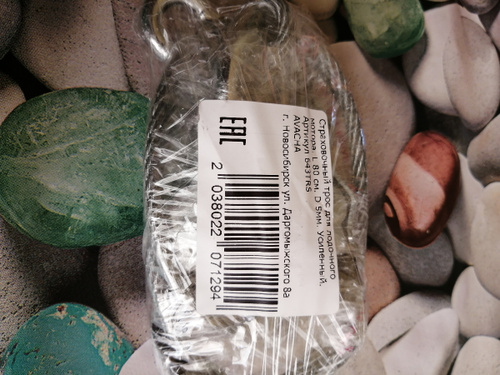 Страховочный трос для лодочного
мотора. L 80 см. D 5мм. Усиленный.
Артикул 643TRS
AVACHA
г. Новосибирск ул. Даргомыжского 8а
EAC
2 038022 071294